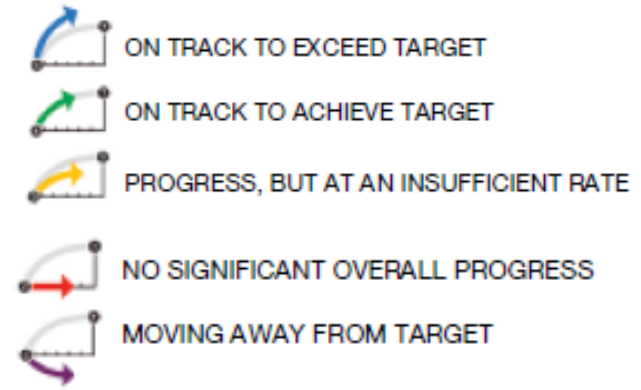 ON TRACK TO EXCEED TARGET
ON TRACK TO ACHIEVE TARGET
PROGRESS, BUT AT AN INSUFFICIENT RATE
NO SIGNIFICANT OVERALL PROGRESS
MOVING AWAY FROM TARGET